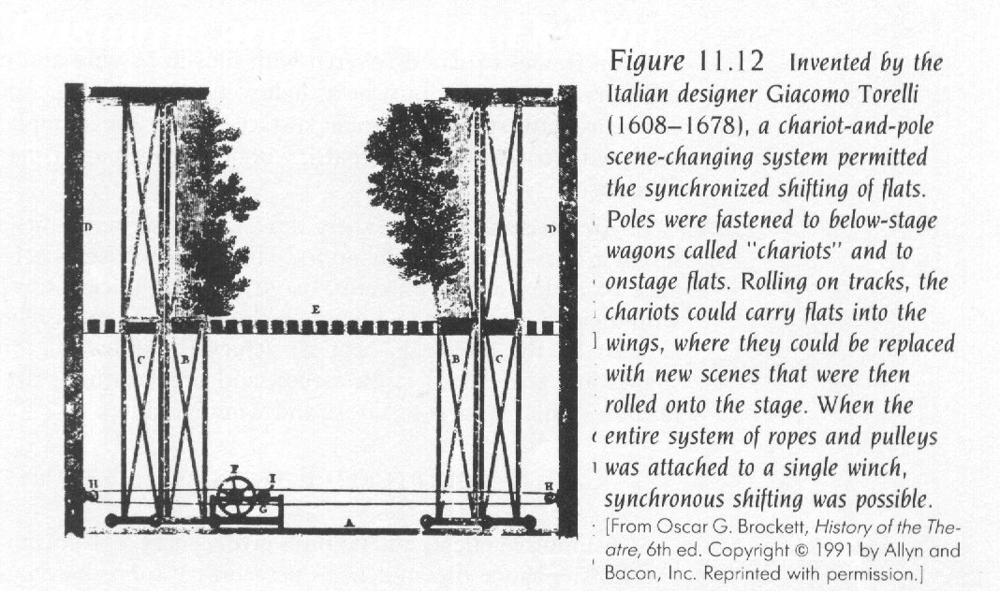 Figure 11.12 Invented by the
Italian designer Giacomo Torelli
(1608–1678), a chariot-and-pole
scene-changing system permitted
the synchronized shifting of flats.
Poles were fastened to below-stage
wagons called "chariots" and to
onstage flats. Rolling on tracks, the
chariots could carry flats into the
wings, where they could be replaced
with new scenes that were then
rolled onto the stage. When the
entire system of ropes and pulleys
was attached to a single winch,
synchronous shifting was possible.
[From Oscar G. Brockett, History of the The-
atre, 6th ed. Copyright © 1991 by Allyn and
Bacon, Inc. Reprinted with permission.]
D D
E
C B B C
H F I H
G
A